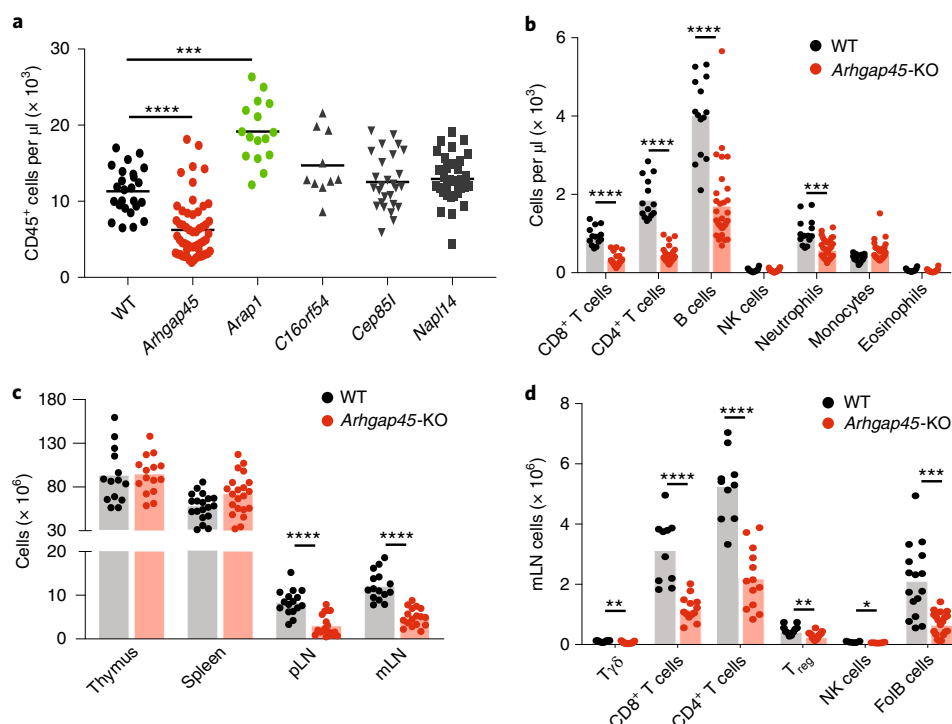 a
CD45⁺ cells per µl (× 10³)
30
20
10
0
***
****
WT
Arhgap45
Arap1
C16orf54
Cep85l
Napl14
b
Cells per µl (× 10³)
6
4
2
0
WT
Arhgap45-KO
****
****
****
***
CD8⁺ T cells
CD4⁺ T cells
B cells
NK cells
Neutrophils
Monocytes
Eosinophils
c
Cells (× 10⁶)
180
130
80
30
20
10
0
WT
Arhgap45-KO
****
****
Thymus
Spleen
pLN
mLN
d
mLN cells (× 10⁶)
8
6
4
2
0
WT
Arhgap45-KO
**
****
****
**
*
***
Tγδ
CD8⁺ T cells
CD4⁺ T cells
Treg
NK cells
FolB cells